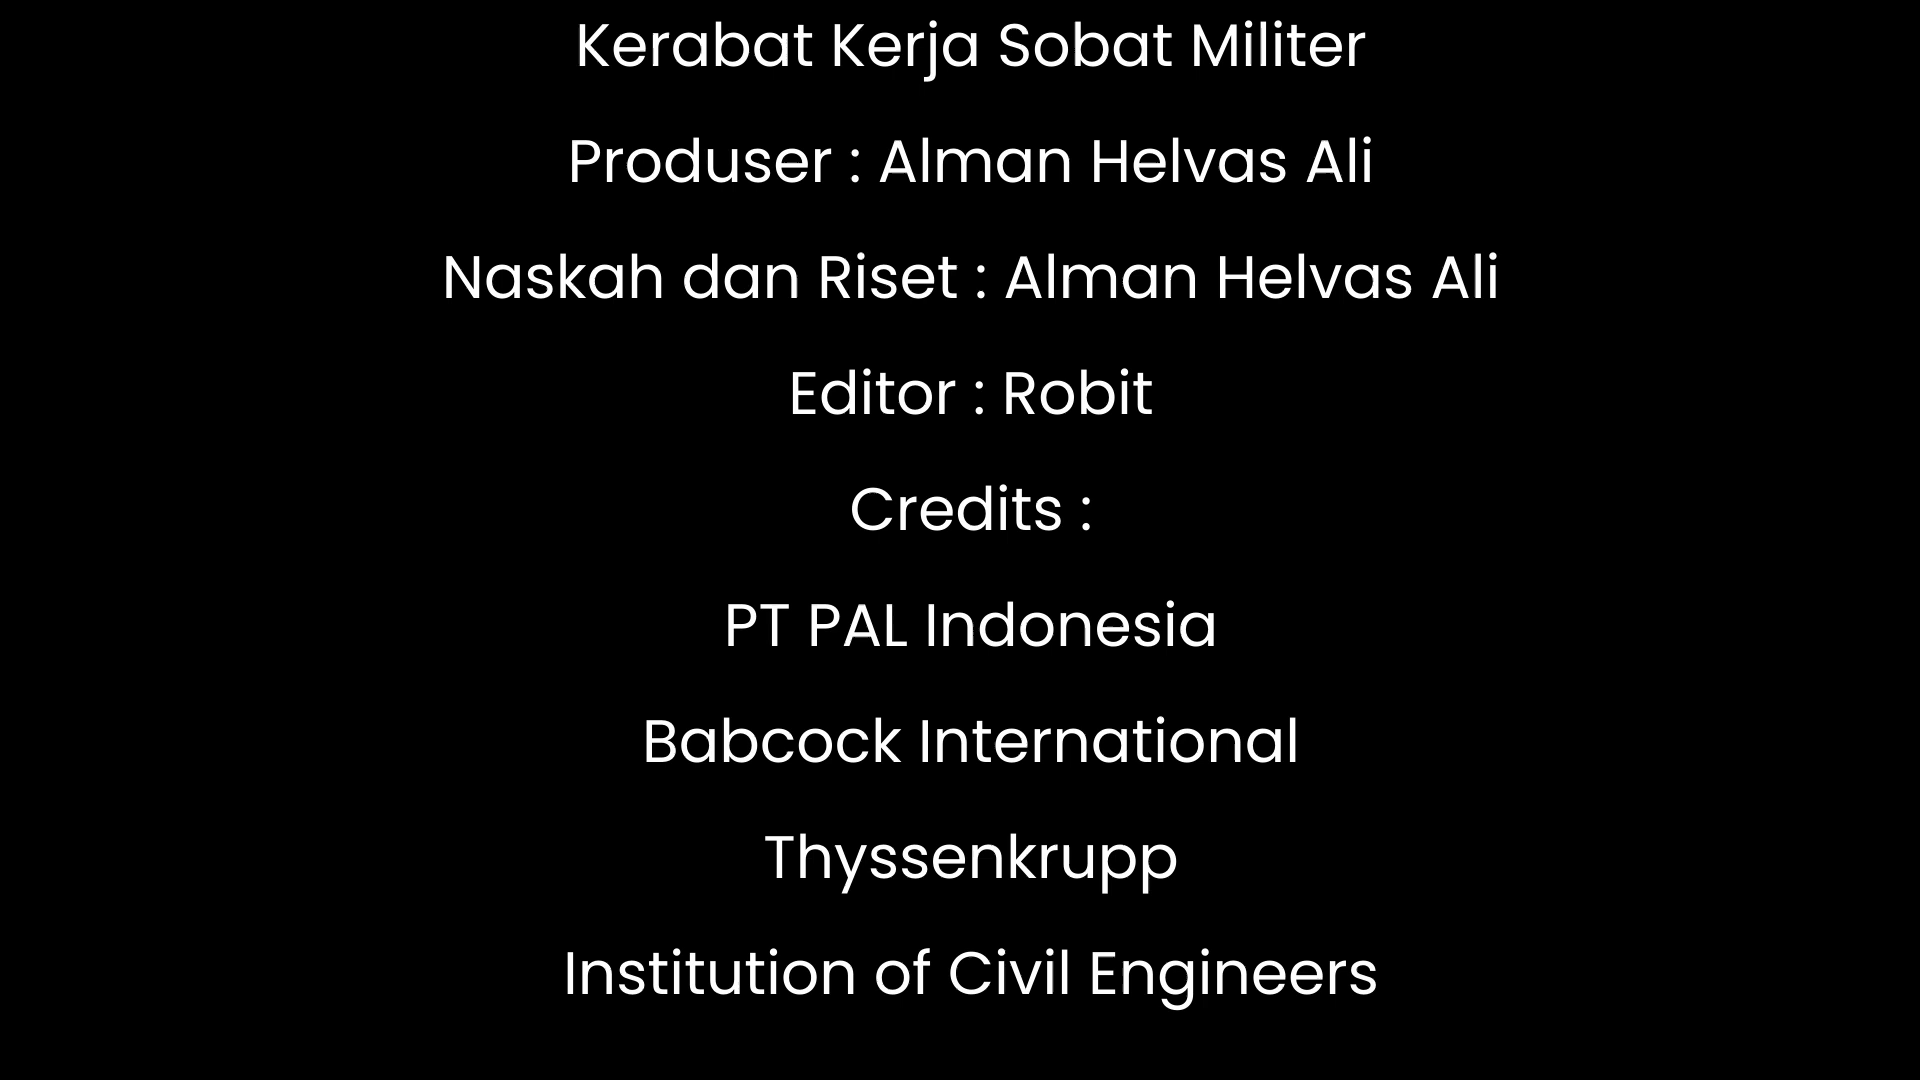 Kerabat Kerja Sobat Militer
Produser : Alman Helvas Ali
Naskah dan Riset : Alman Helvas Ali
Editor : Robit
Credits :
PT PAL Indonesia
Babcock International
Thyssenkrupp
Institution of Civil Engineers